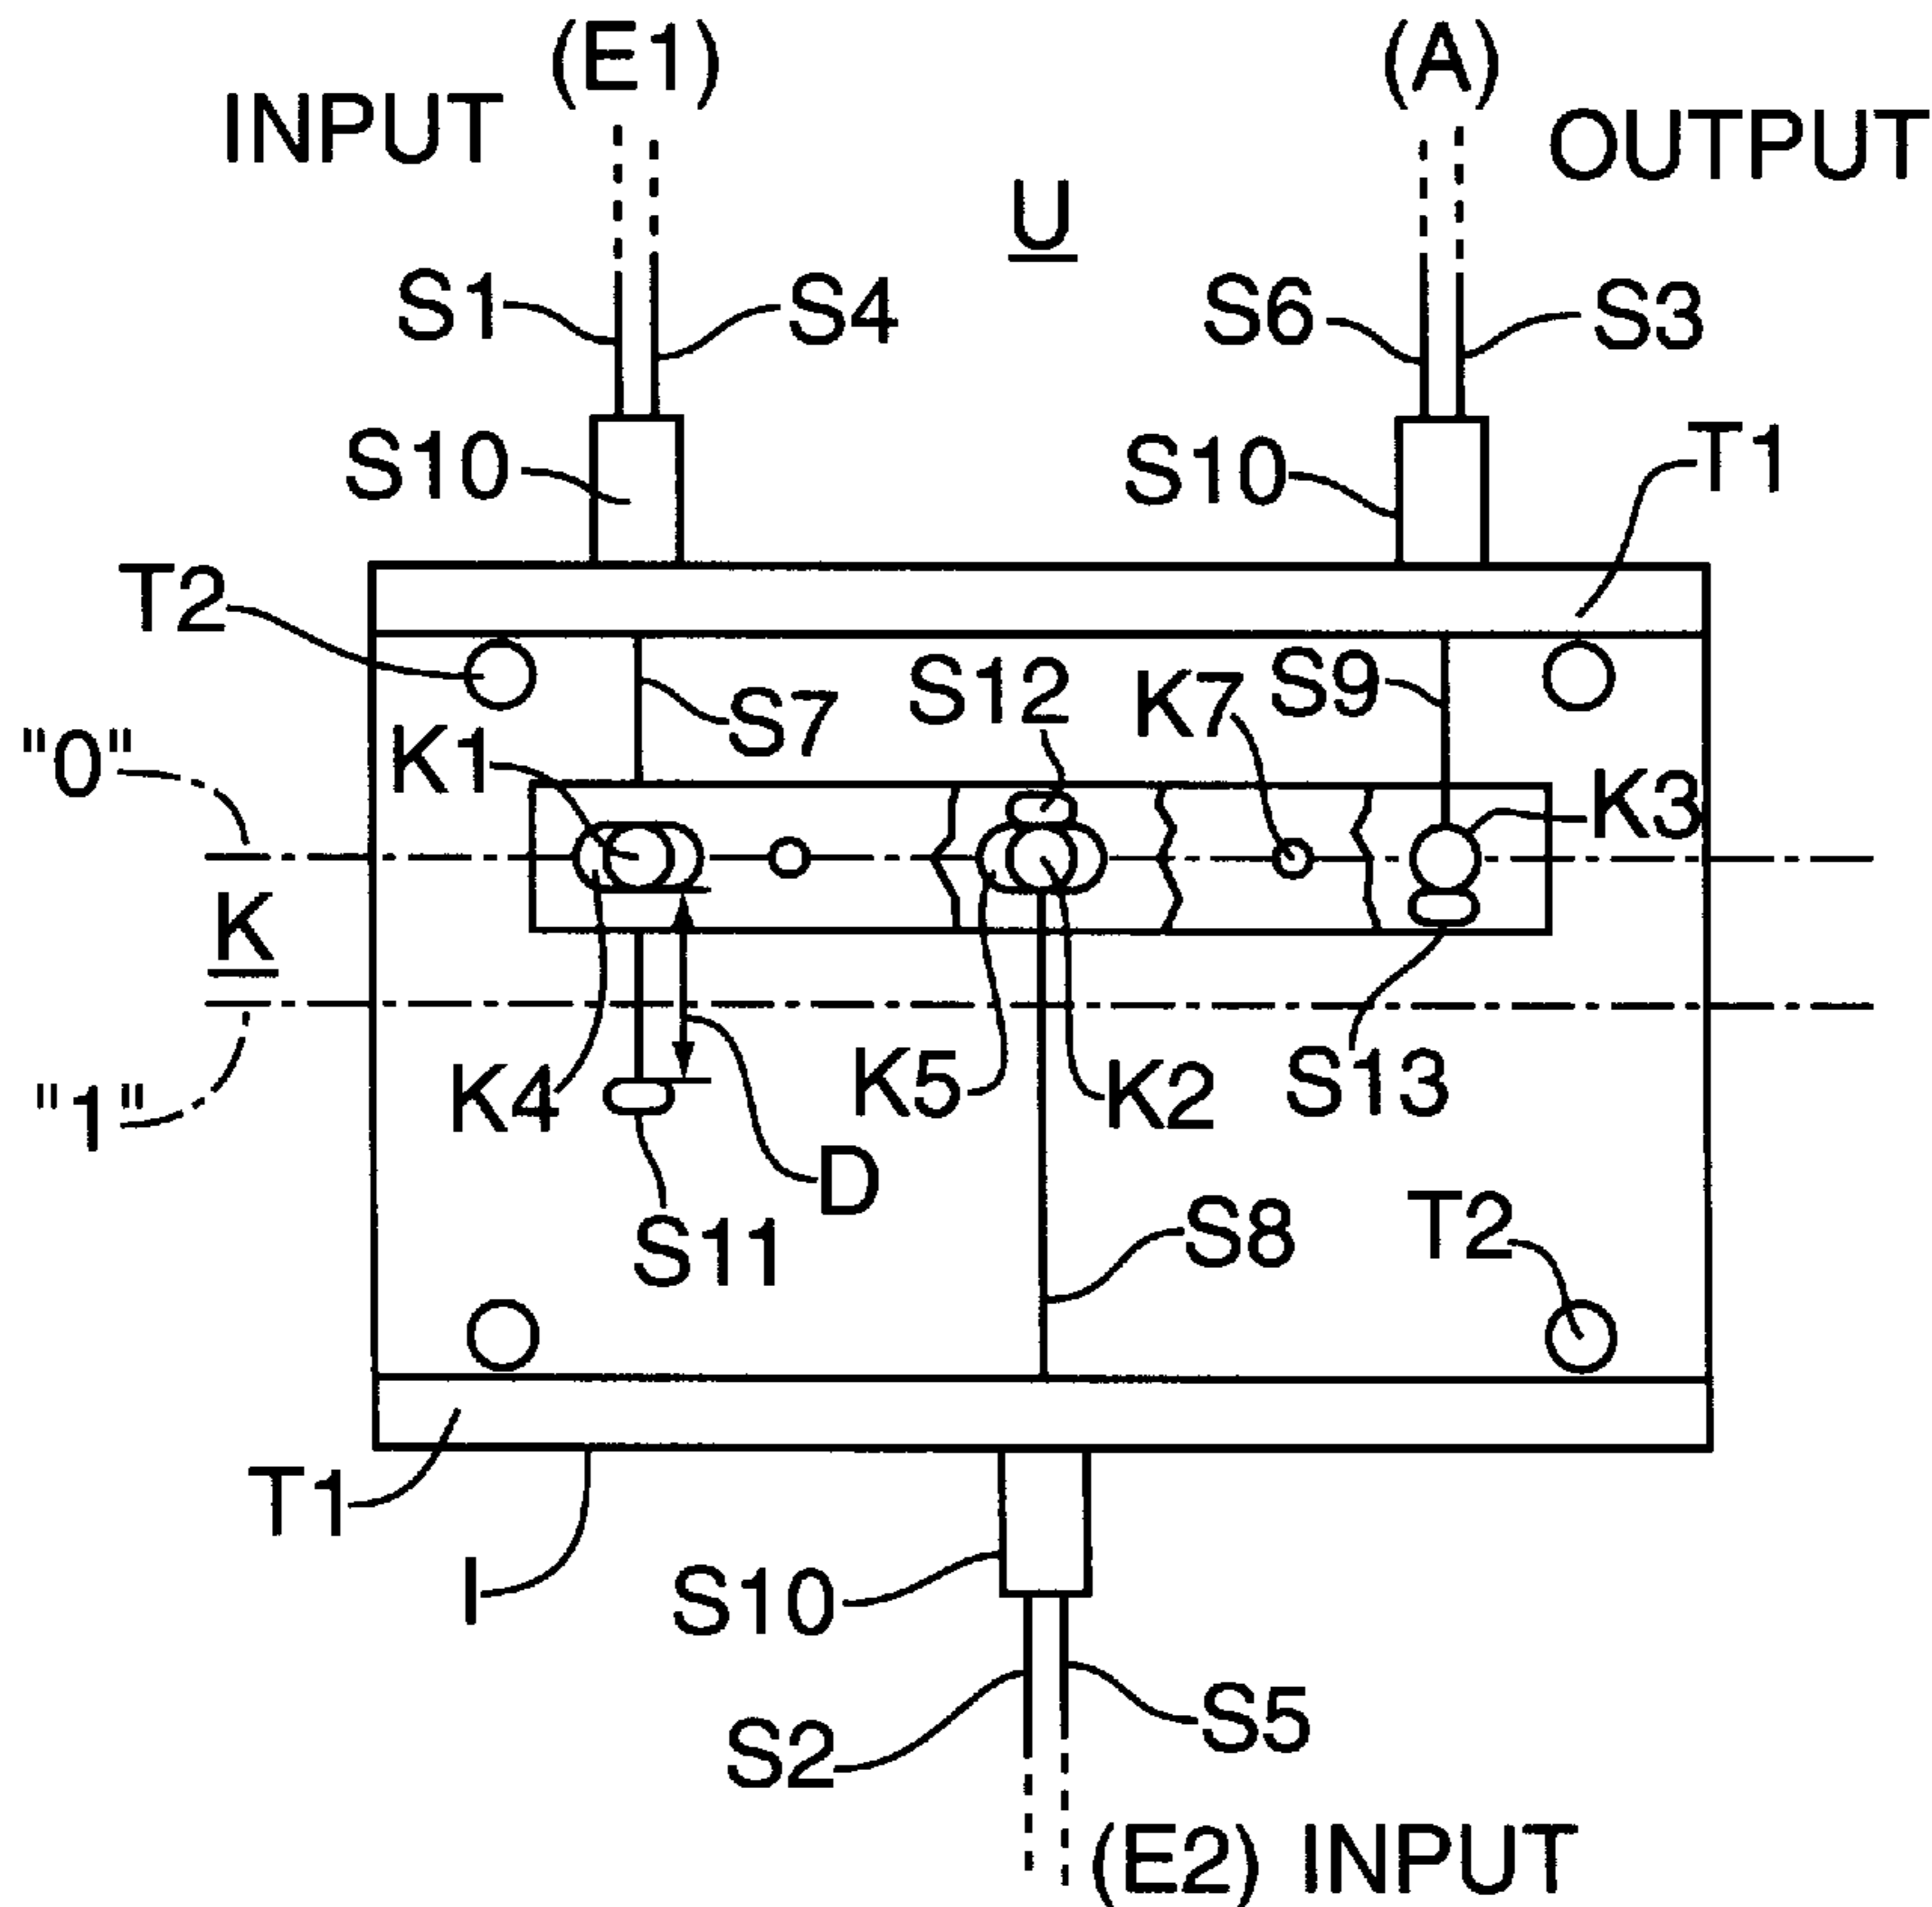 (E1)
(A)
INPUT
OUTPUT
U
S1
S4
S6
S3
S10
S10
T1
T2
S12
K7
S9
S7
"0"
K1
K3
K
K4
K5
K2
S13
"1"
D
S11
S8
T2
T1
I
S10
S2
S5
(E2) INPUT